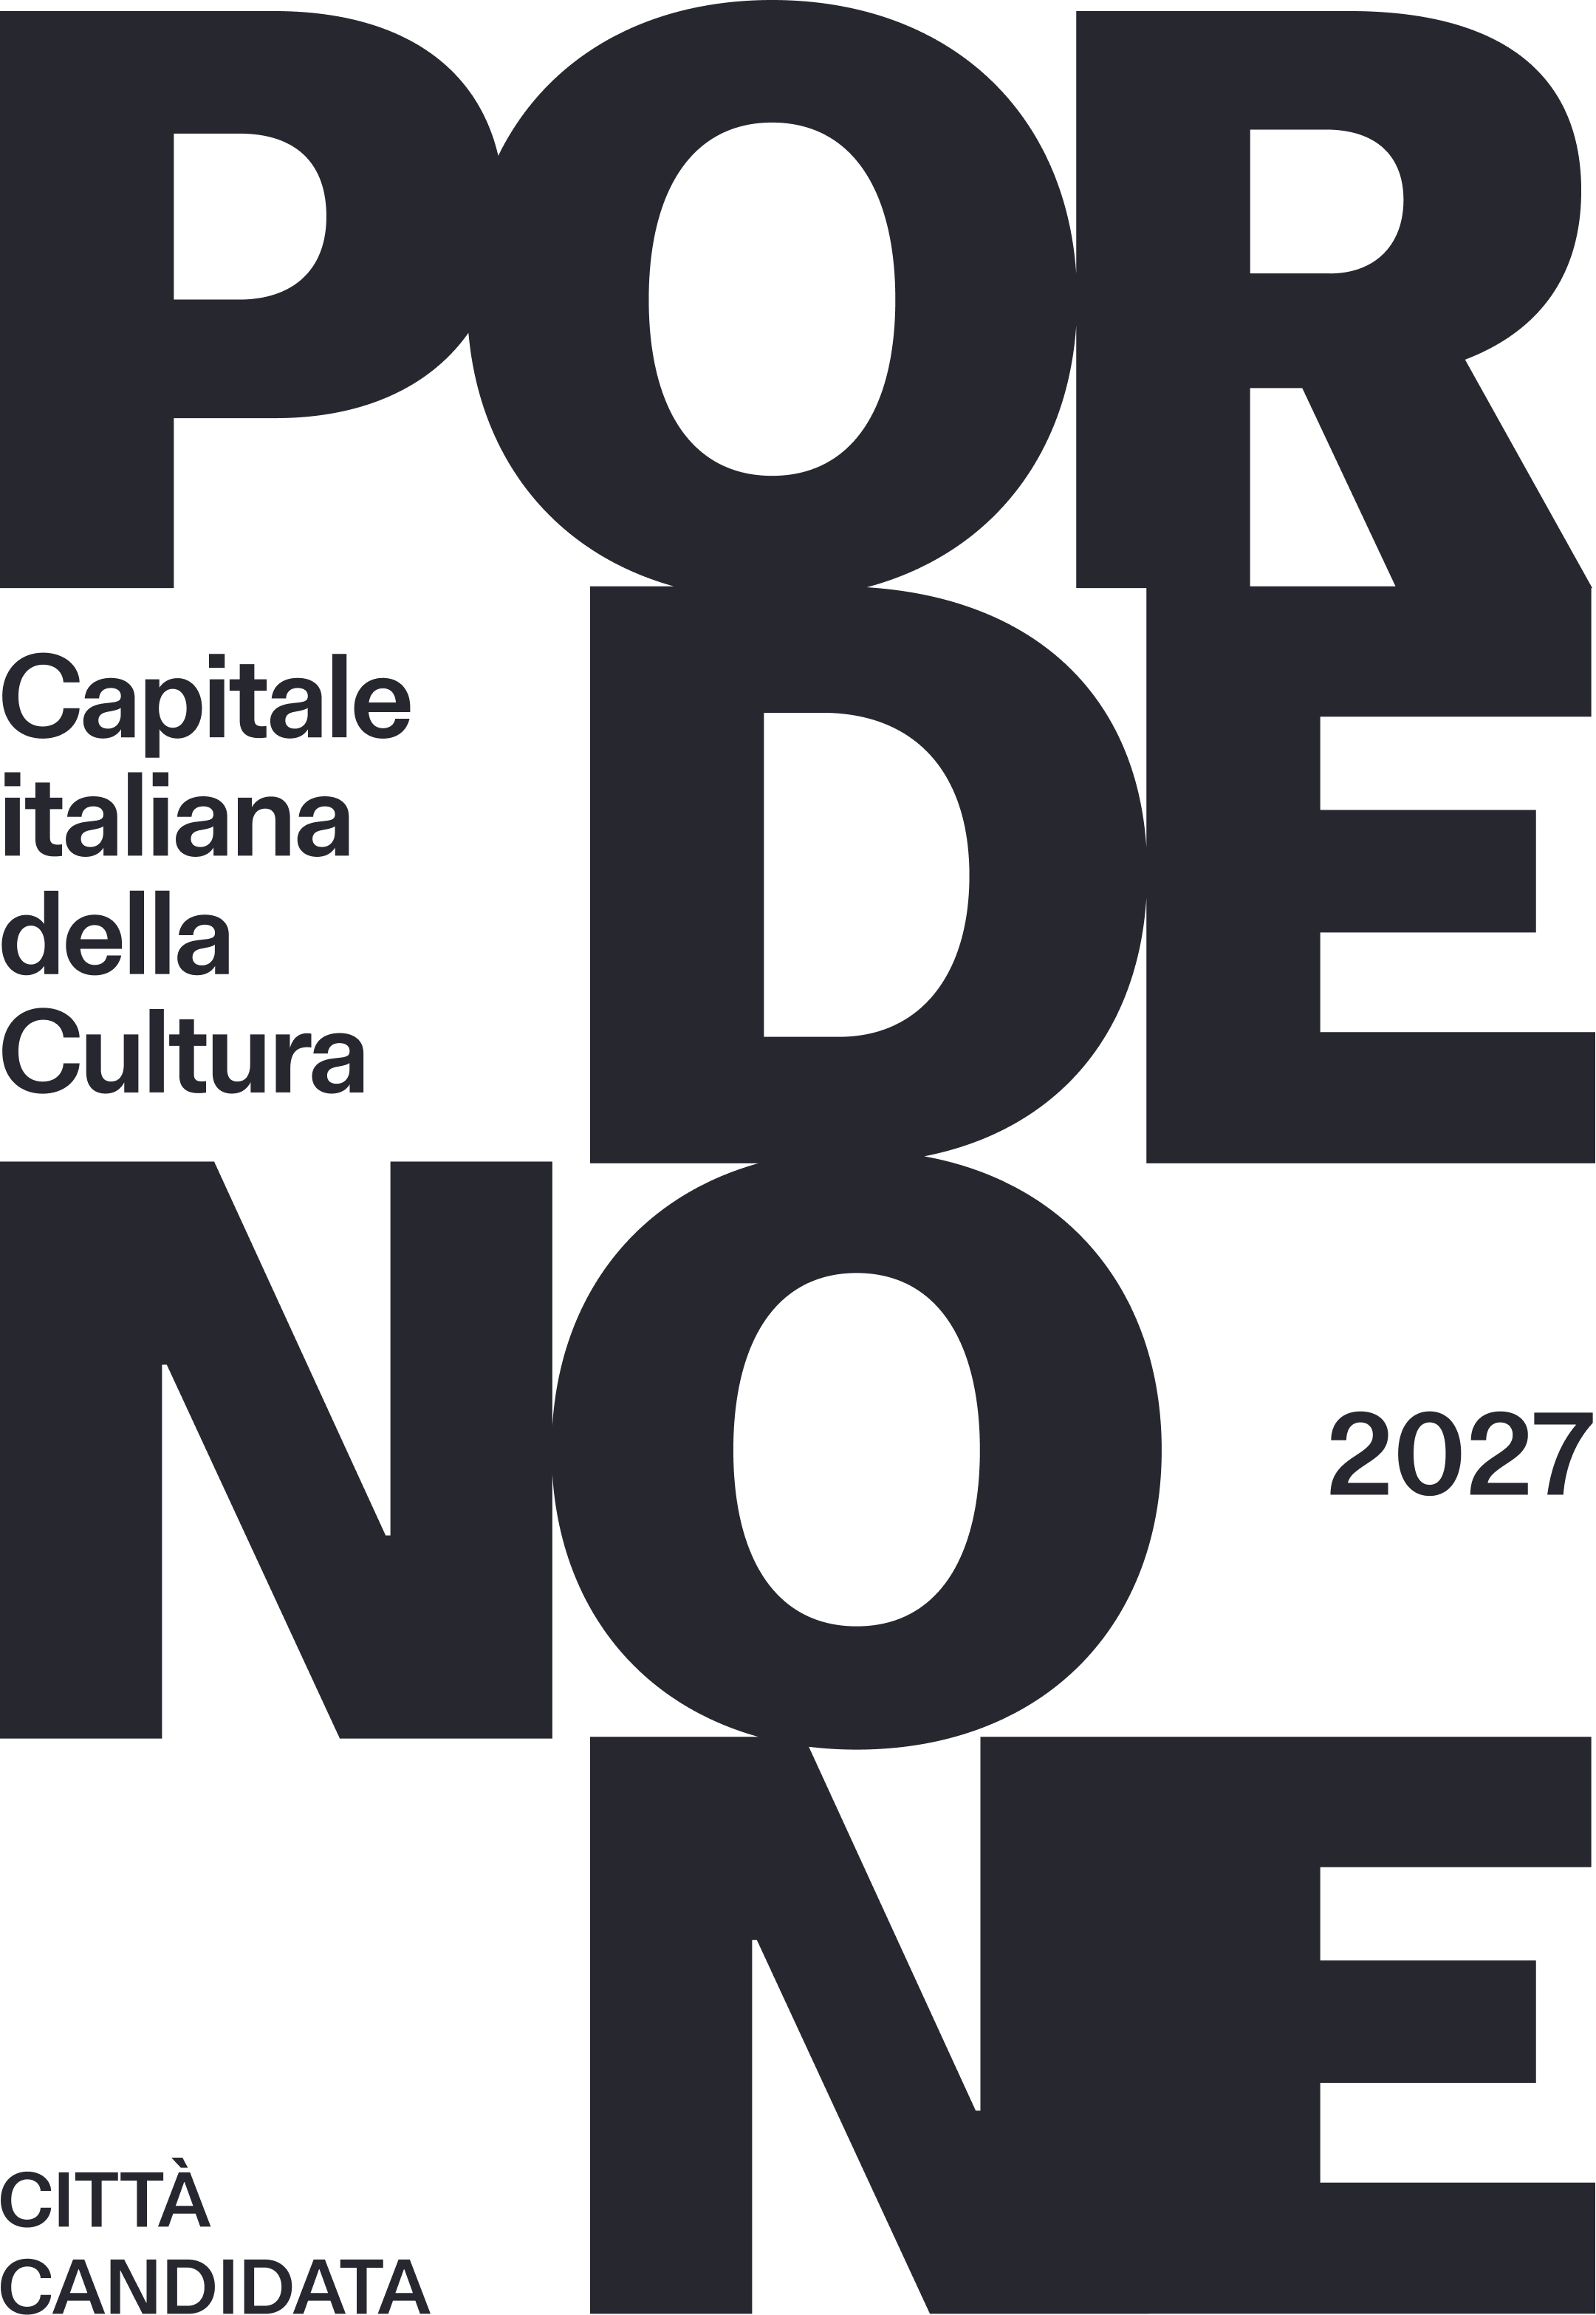 POR
DE
Capitale
italiana
della
Cultura
NO
2027
NE
CITTÀ
CANDIDATA